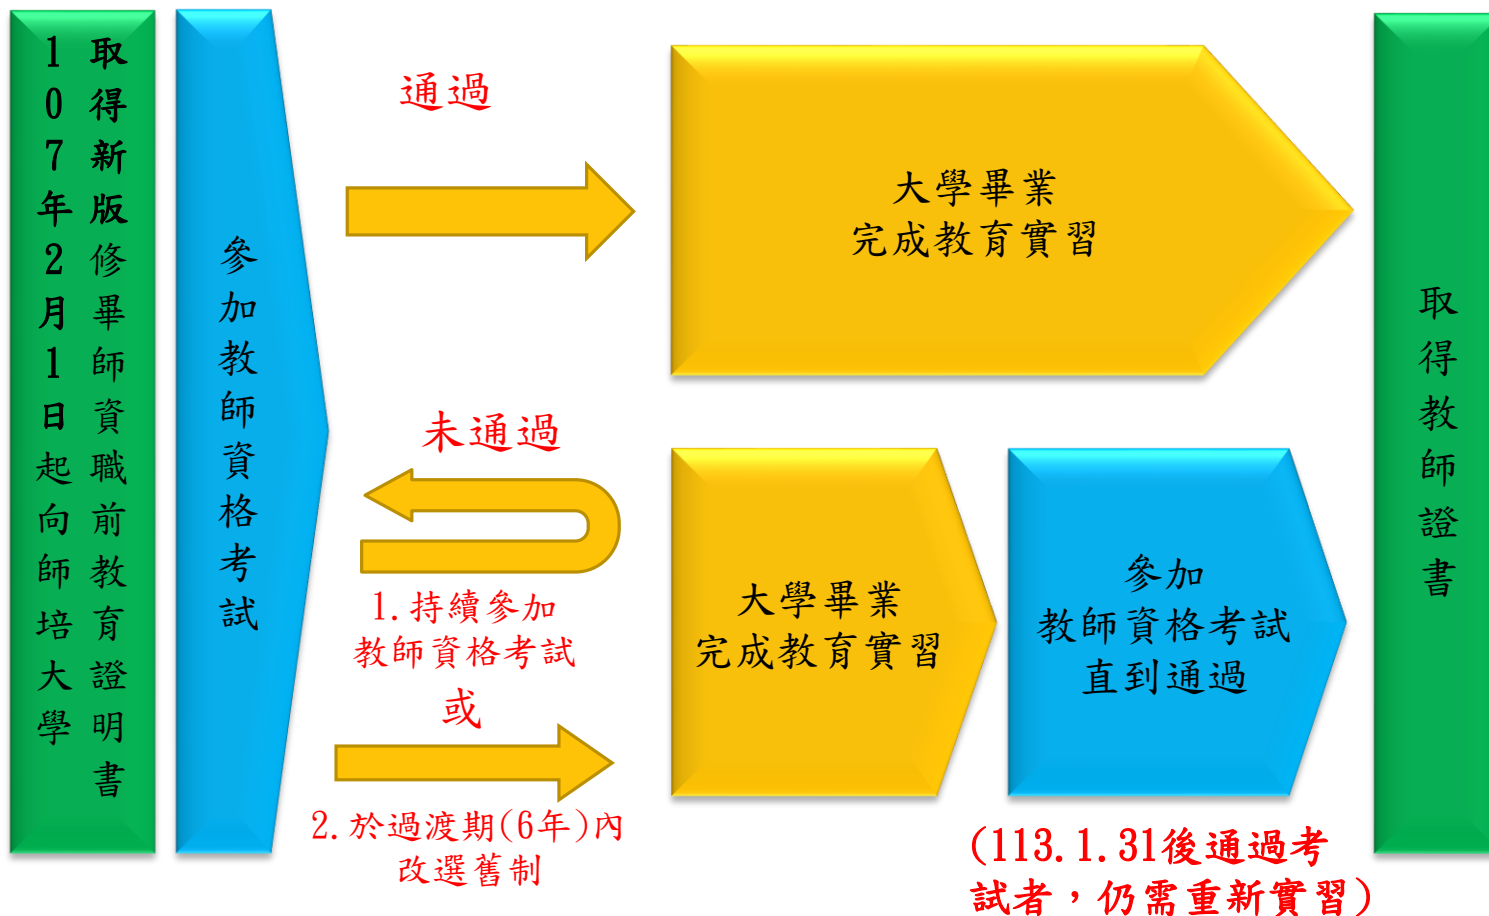 107年2月1日起向師培大學
取得新版修畢師資職前教育證明書
參加教師資格考試
通過
大學畢業
完成教育實習
未通過
1.持續參加
教師資格考試
或
2.於過渡期(6年)內
改選舊制
大學畢業
完成教育實習
參加
教師資格考試
直到通過
(113.1.31後通過考
試者，仍需重新實習)
取得教師證書